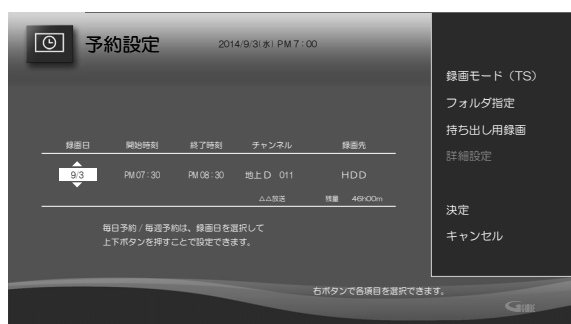 予約設定
2014/9/3(水) PM 7：00
録画日 開始時刻 終了時刻 チャンネル 録画先
9/3 PM 07：30 PM 08：30 地上D 011 HDD
△△放送 残量 46h00m
毎日予約 / 毎週予約は、録画日を選択して
上下ボタンを押すことで設定できます。
録画モード（TS）
フォルダ指定
持ち出し用録画
詳細設定
決定
キャンセル
右ボタンで各項目を選択できます。